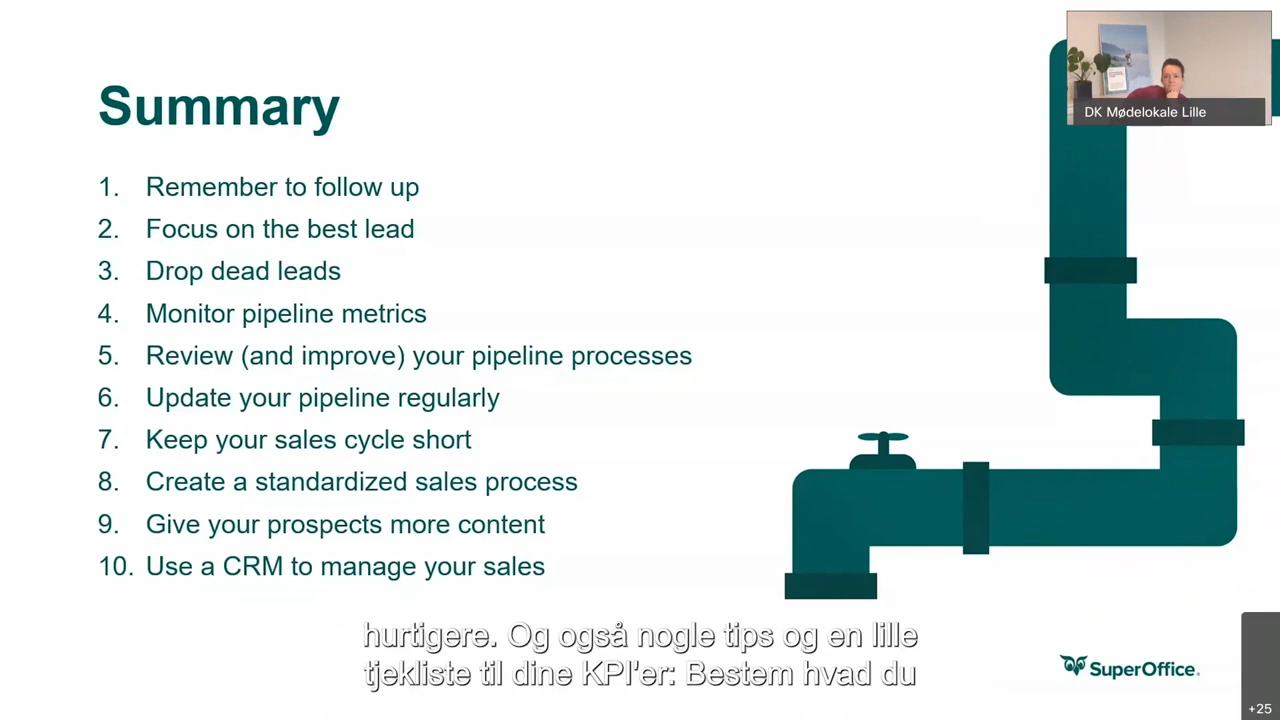 Summary
1. Remember to follow up
2. Focus on the best lead
3. Drop dead leads
4. Monitor pipeline metrics
5. Review (and improve) your pipeline processes
6. Update your pipeline regularly
7. Keep your sales cycle short
8. Create a standardized sales process
9. Give your prospects more content
10. Use a CRM to manage your sales
DK Mødelokale Lille
hurtigere. Og også nogle tips og en lille
tjekliste til dine KPI'er: Bestem hvad du
SuperOffice.
+25